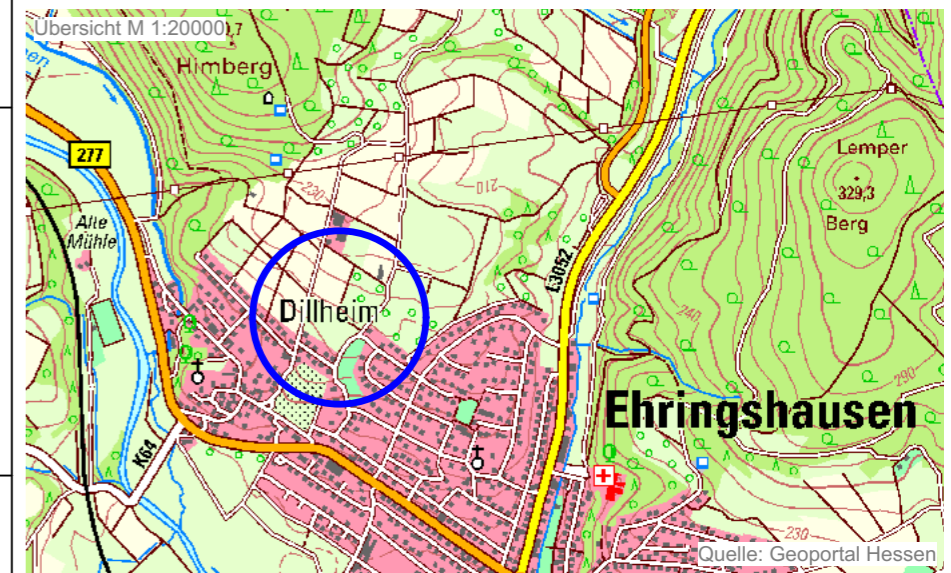 Übersicht M 1:20000
Himberg
277
230
210
Lemper
329,3
Berg
Alte
Mühle
L3052
Dillheim
240
290
Ehringshausen
K64
230
Quelle: Geoportal Hessen